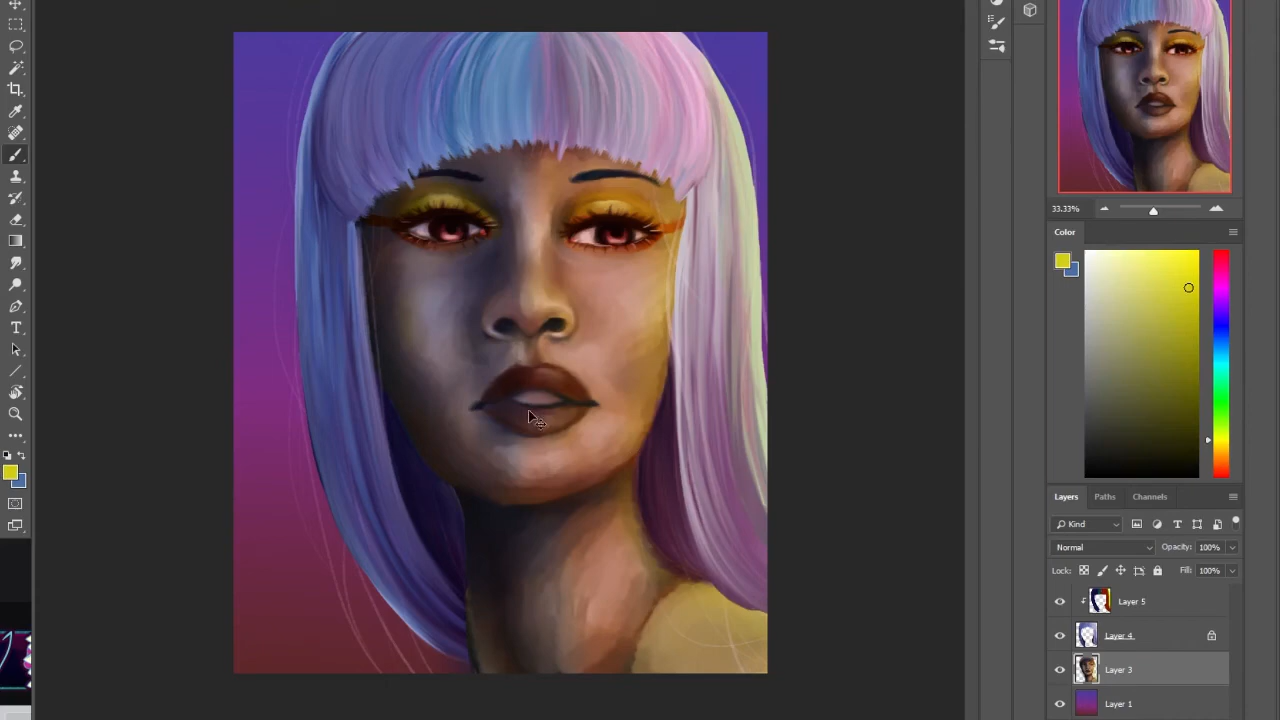 33.33%
Color
Layers Paths Channels
Kind
Normal Opacity: 100%
Lock: Fill: 100%
Layer 5
Layer 4
Layer 3
Layer 1